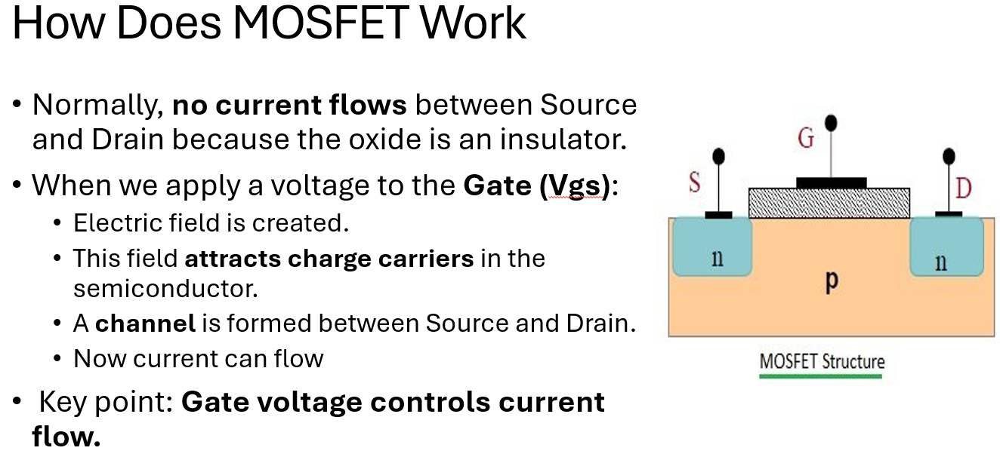 How Does MOSFET Work
• Normally, no current flows between Source
and Drain because the oxide is an insulator.
• When we apply a voltage to the Gate (Vgs):
• Electric field is created.
• This field attracts charge carriers in the
semiconductor.
• A channel is formed between Source and Drain.
• Now current can flow
• Key point: Gate voltage controls current
flow.
G
S
D
n
n
p
MOSFET Structure